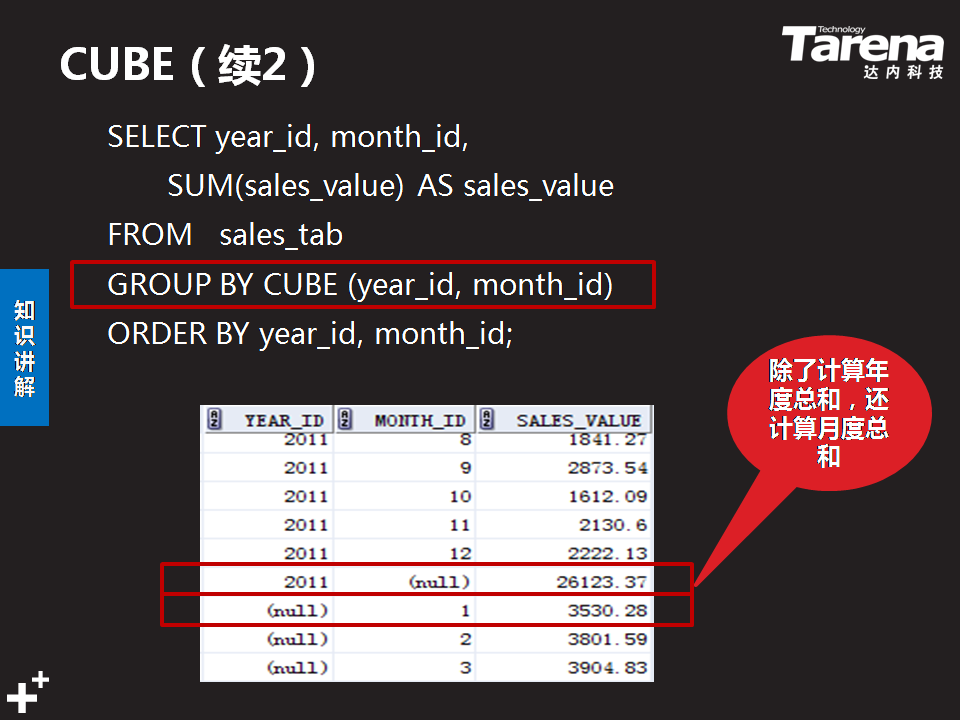 CUBE（续2）
Technology
Tarena
达内科技
SELECT year_id, month_id,
SUM(sales_value) AS sales_value
FROM sales_tab
GROUP BY CUBE (year_id, month_id)
ORDER BY year_id, month_id;
知
识
讲
解
除了计算年
度总和，还
计算月度总
和
YEAR_ID MONTH_ID SALES_VALUE
2011 8 1841.27
2011 9 2873.54
2011 10 1612.09
2011 11 2130.6
2011 12 2222.13
2011 (null) 26123.37
(null) 1 3530.28
(null) 2 3801.59
(null) 3 3904.83